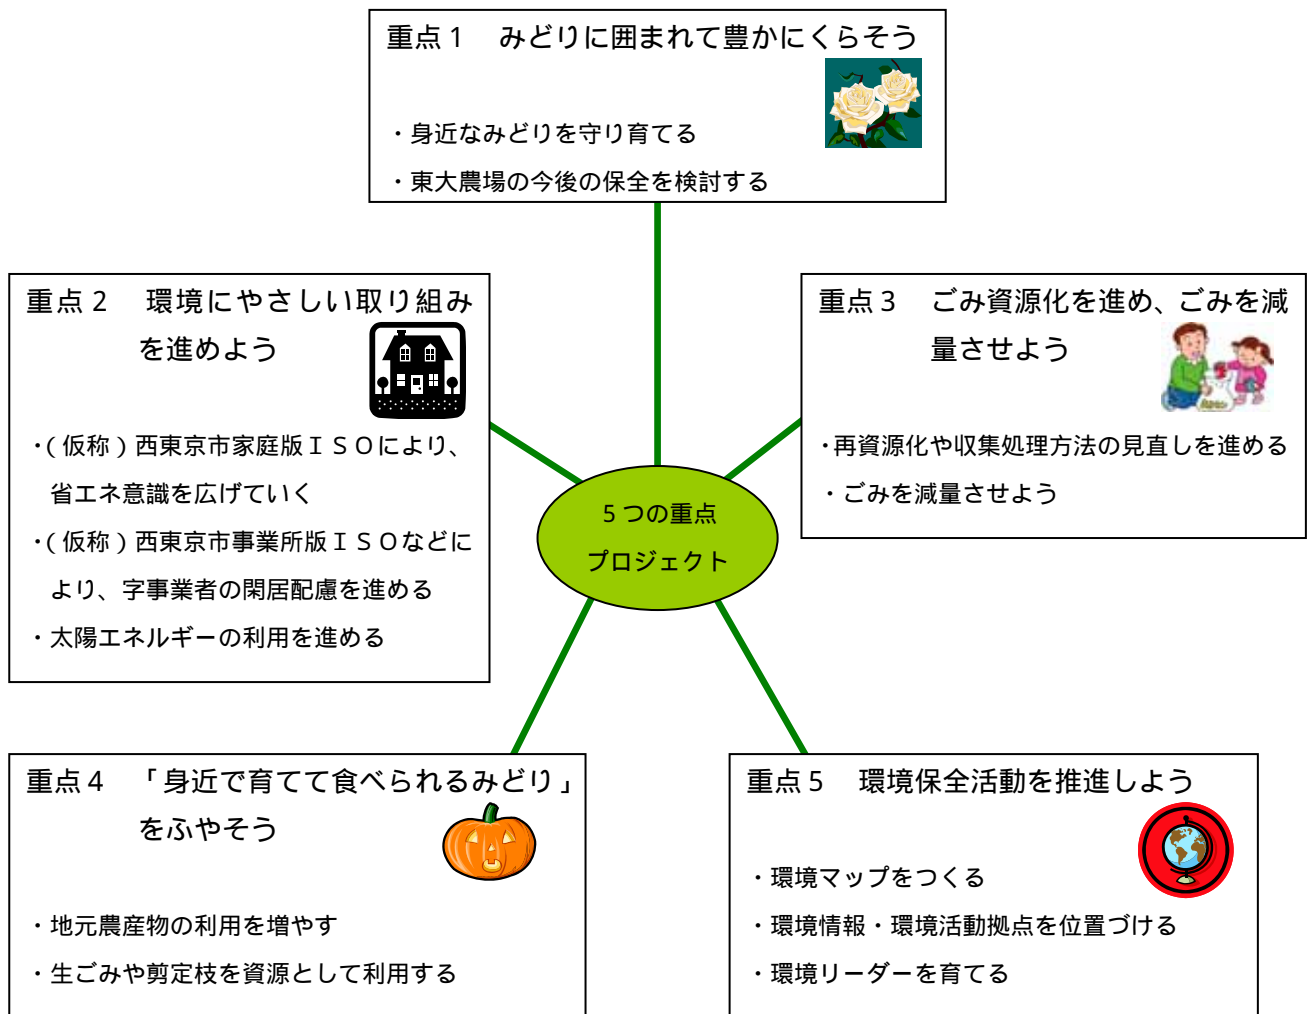 重点１　みどりに囲まれて豊かにくらそう
・身近なみどりを守り育てる
・東大農場の今後の保全を検討する
重点２　環境にやさしい取り組み
を進めよう
・（仮称）西東京市家庭版ＩＳＯにより、
省エネ意識を広げていく
・（仮称）西東京市事業所版ＩＳＯなどに
より、字事業者の閑居配慮を進める
・太陽エネルギーの利用を進める
重点３　ごみ資源化を進め、ごみを減
量させよう
・再資源化や収集処理方法の見直しを進める
・ごみを減量させよう
５つの重点
プロジェクト
重点４　「身近で育てて食べられるみどり」
をふやそう
・地元農産物の利用を増やす
・生ごみや剪定枝を資源として利用する
重点５　環境保全活動を推進しよう
・環境マップをつくる
・環境情報・環境活動拠点を位置づける
・環境リーダーを育てる